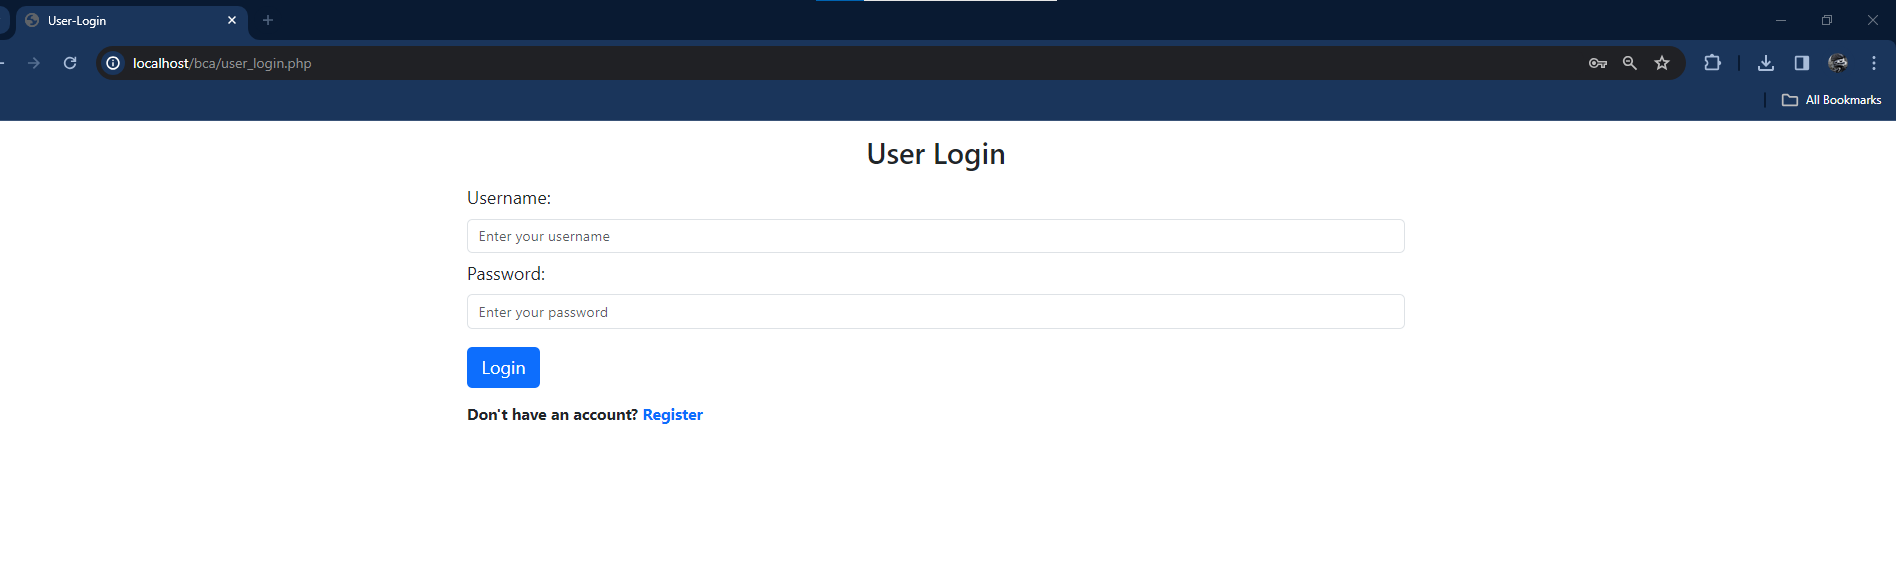 User-Login
localhost/bca/user_login.php
All Bookmarks
User Login
Username:
Enter your username
Password:
Enter your password
Login
Don't have an account? Register